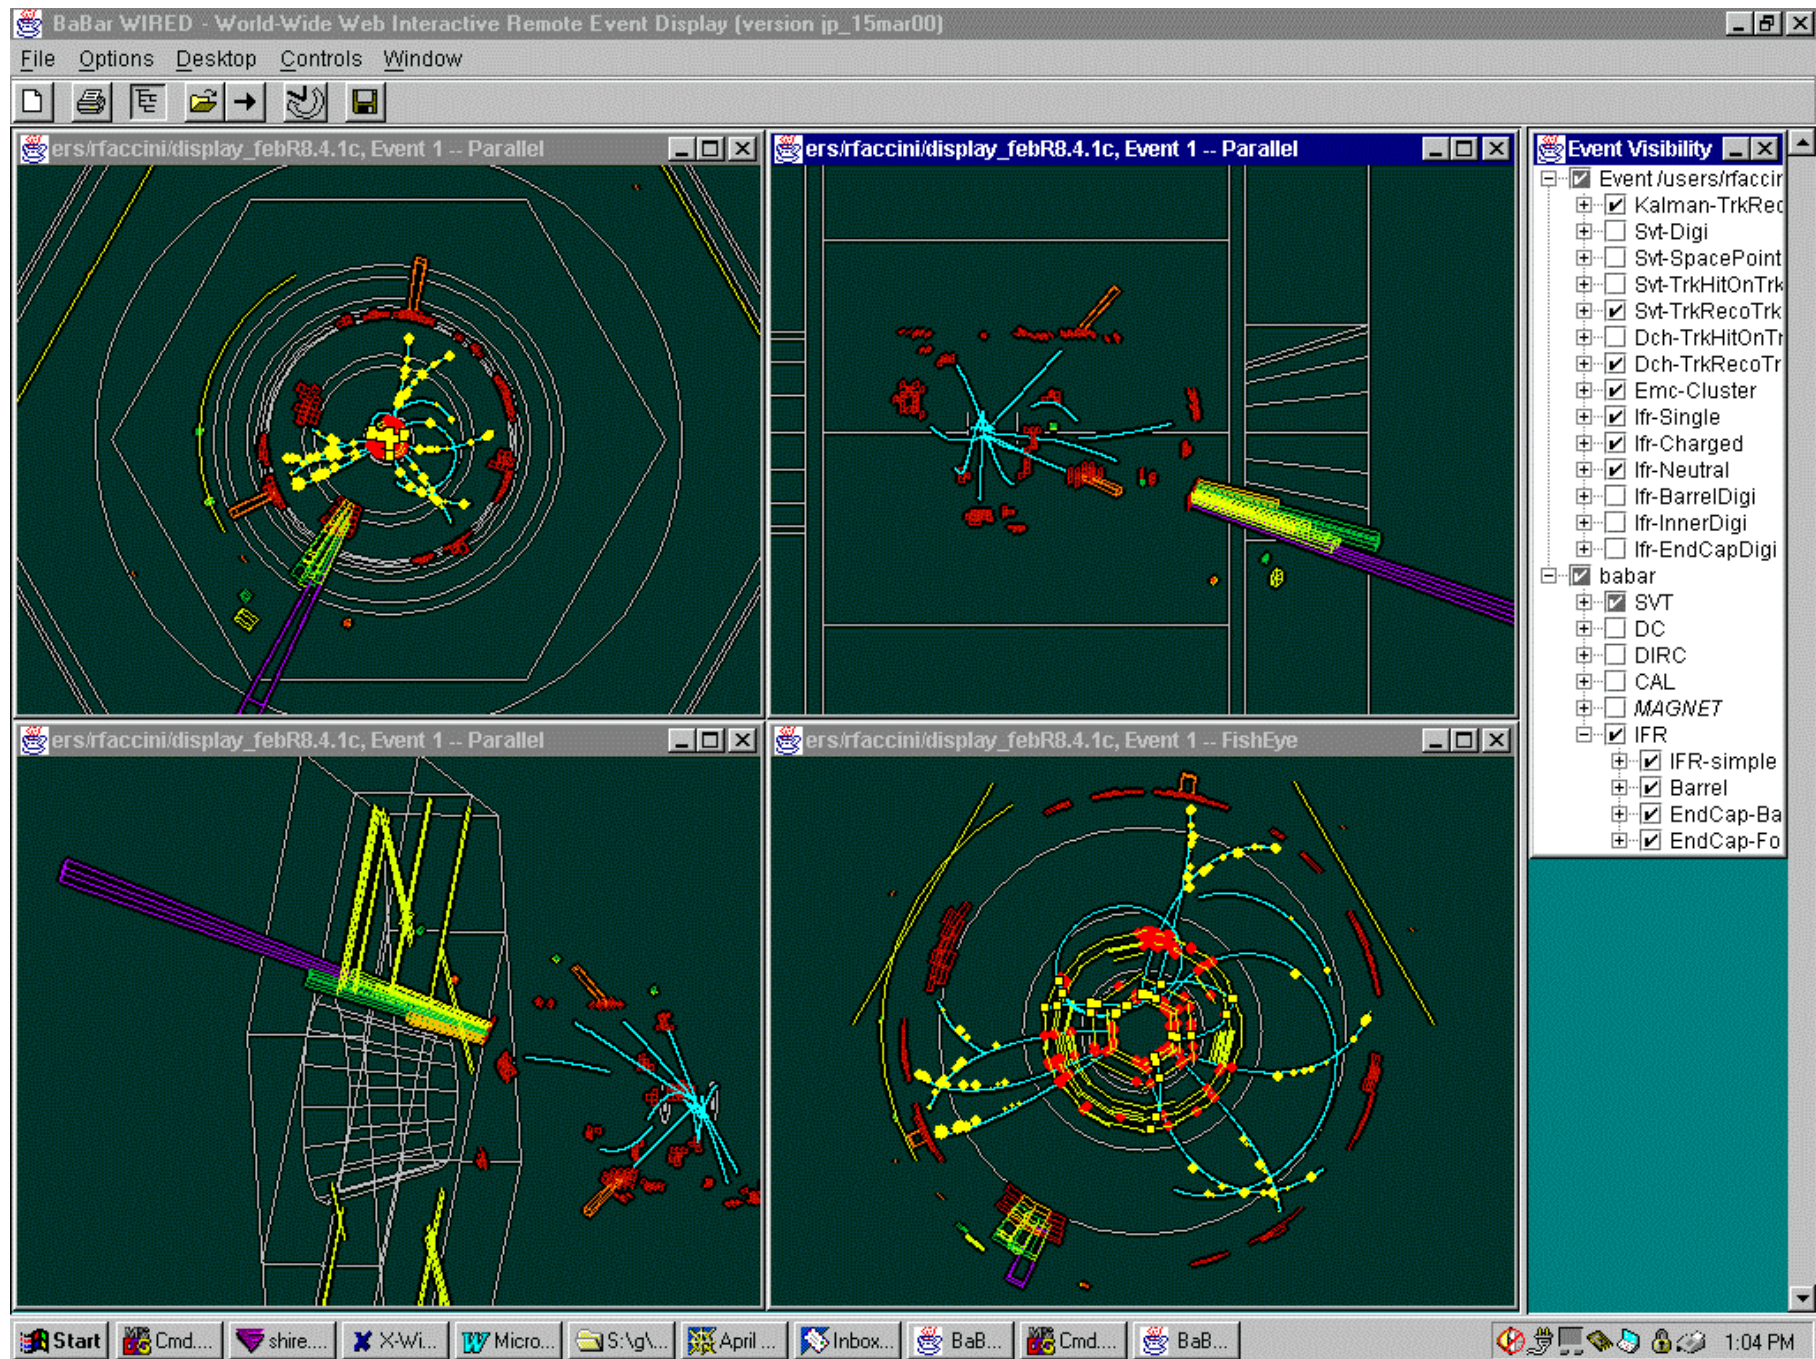 BaBar WIRED - World-Wide Web Interactive Remote Event Display (version jp_15mar00)
File Options Desktop Controls Window
ers/rfaccini/display_febR8.4.1c, Event 1 -- Parallel
ers/rfaccini/display_febR8.4.1c, Event 1 -- Parallel
Event Visibility
Event /users/rfaccir
Kalman-TrkRec
Svt-Digi
Svt-SpacePoint
Svt-TrkHitOnTrk
Svt-TrkRecoTrk
Dch-TrkHitOnTr
Dch-TrkRecoTr
Emc-Cluster
Ifr-Single
Ifr-Charged
Ifr-Neutral
Ifr-BarrelDigi
Ifr-InnerDigi
Ifr-EndCapDigi
babar
SVT
DC
DIRC
CAL
MAGNET
IFR
IFR-simple
Barrel
EndCap-Ba
EndCap-Fo
ers/rfaccini/display_febR8.4.1c, Event 1 -- Parallel
ers/rfaccini/display_febR8.4.1c, Event 1 -- FishEye
Start Cmd.... shire.... X-Wi... Micro... S:\g\... April ... Inbox... BaB... Cmd.... BaB... 1:04 PM